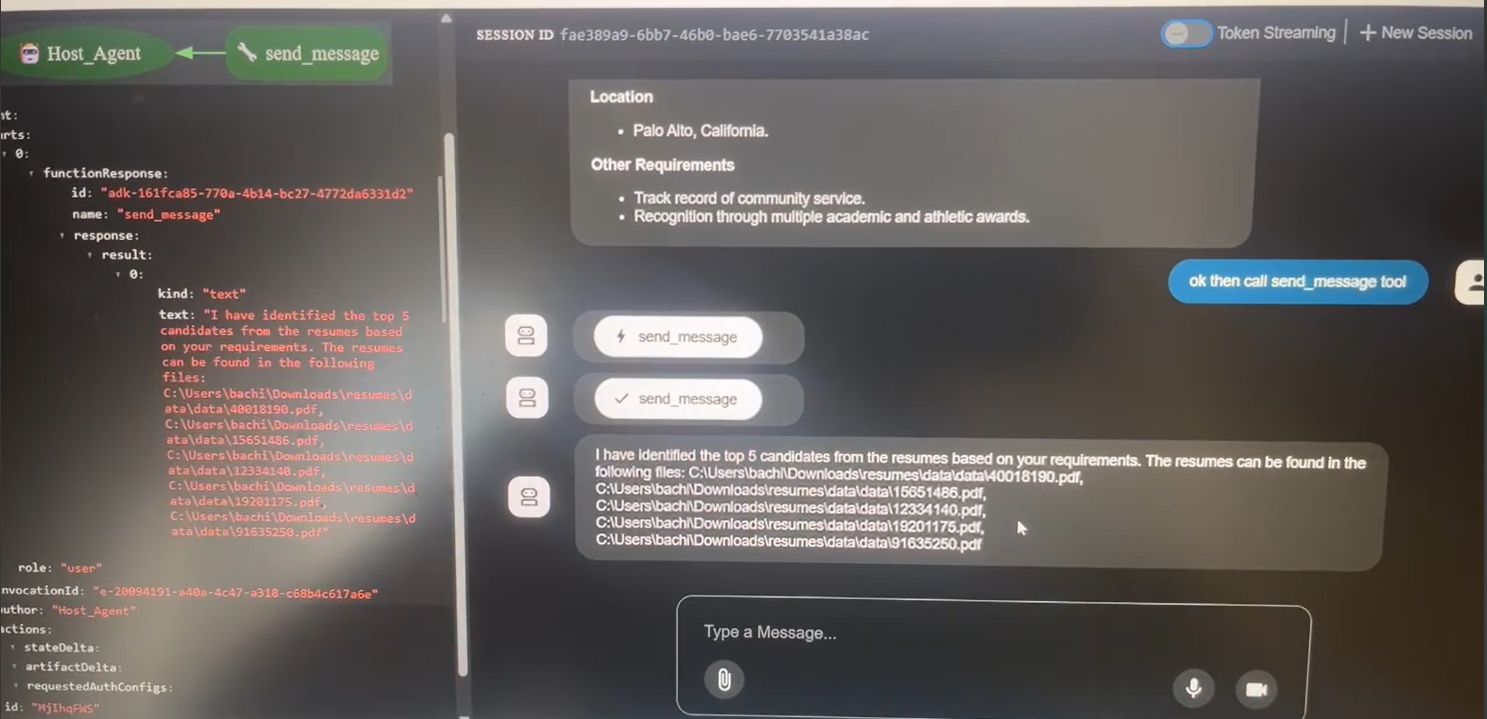 Host_Agent
send_message
nt:
rts:
0:
functionResponse:
id: "adk-161fca85-770a-4b14-bc27-4772da6331d2"
name: "send_message"
response:
result:
0:
kind: "text"
text: "I have identified the top 5
candidates from the resumes based
on your requirements. The resumes
can be found in the following
files:
C:\Users\bachi\Downloads\resumes\d
ata\data\40018190.pdf,
C:\Users\bachi\Downloads\resumes\d
ata\data\15651486.pdf,
C:\Users\bachi\Downloads\resumes\d
ata\data\12334140.pdf,
C:\Users\bachi\Downloads\resumes\d
ata\data\19201175.pdf,
C:\Users\bachi\Downloads\resumes\d
ata\data\91635250.pdf"
role: "user"
nvocationId: "e-20094191-a40a-4c47-a318-c68b4c617a6e"
uthor: "Host_Agent"
actions:
stateDelta:
artifactDelta:
requestedAuthConfigs:
id: "MjIhqFWS"
SESSION ID fae389a9-6bb7-46b0-bae6-7703541a38ac
Token Streaming
New Session
Location
• Palo Alto, California.
Other Requirements
• Track record of community service.
• Recognition through multiple academic and athletic awards.
ok then call send_message tool
send_message
send_message
I have identified the top 5 candidates from the resumes based on your requirements. The resumes can be found in the
following files: C:\Users\bachi\Downloads\resumes\data\data\40018190.pdf,
C:\Users\bachi\Downloads\resumes\data\data\15651486.pdf,
C:\Users\bachi\Downloads\resumes\data\data\12334140.pdf,
C:\Users\bachi\Downloads\resumes\data\data\19201175.pdf,
C:\Users\bachi\Downloads\resumes\data\data\91635250.pdf
Type a Message...